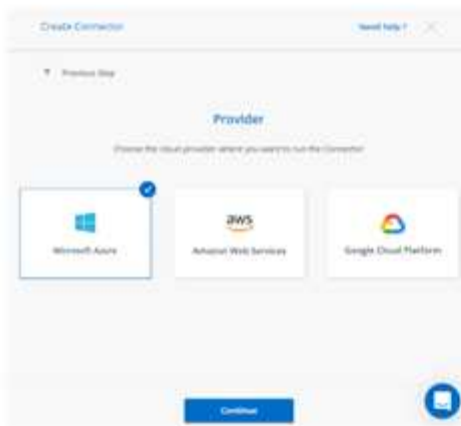 Create Connector
Need help?
Previous Step
Provider
Choose the cloud provider where you want to run the Connector
Microsoft Azure
aws
Amazon Web Services
Google Cloud Platform
Continue